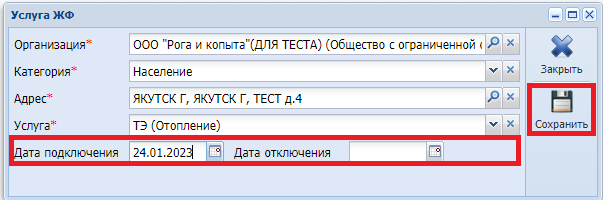 Услуга ЖФ
Организация* ООО "Рога и копыта"(ДЛЯ ТЕСТА) (Общество с ограниченной
Закрыть
Категория* Население
Адрес* ЯКУТСК Г, ЯКУТСК Г, ТЕСТ д.4
Сохранить
Услуга* ТЭ (Отопление)
Дата подключения 24.01.2023 Дата отключения